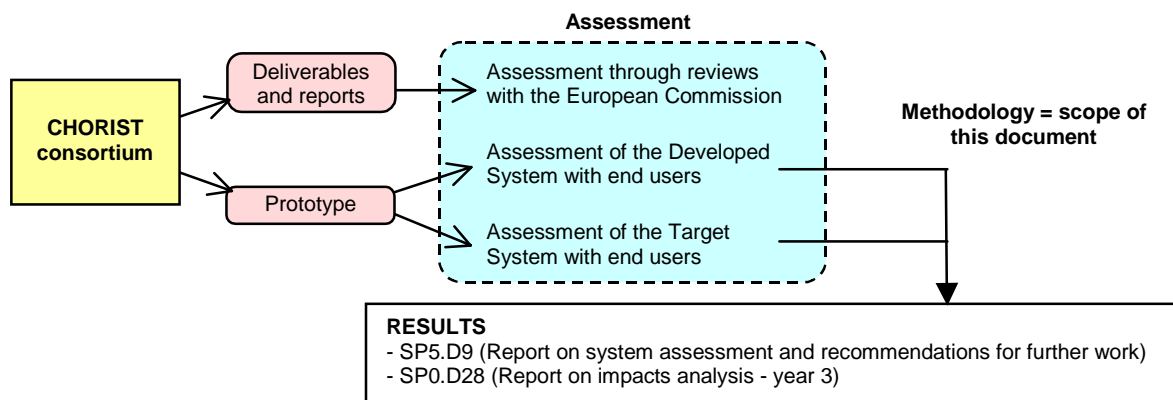 Assessment
CHORIST
consortium
Deliverables
and reports
Prototype
Assessment through reviews
with the European Commission
Assessment of the Developed
System with end users
Assessment of the Target
System with end users
Methodology = scope of
this document
RESULTS
- SP5.D9 (Report on system assessment and recommendations for further work)
- SP0.D28 (Report on impacts analysis - year 3)